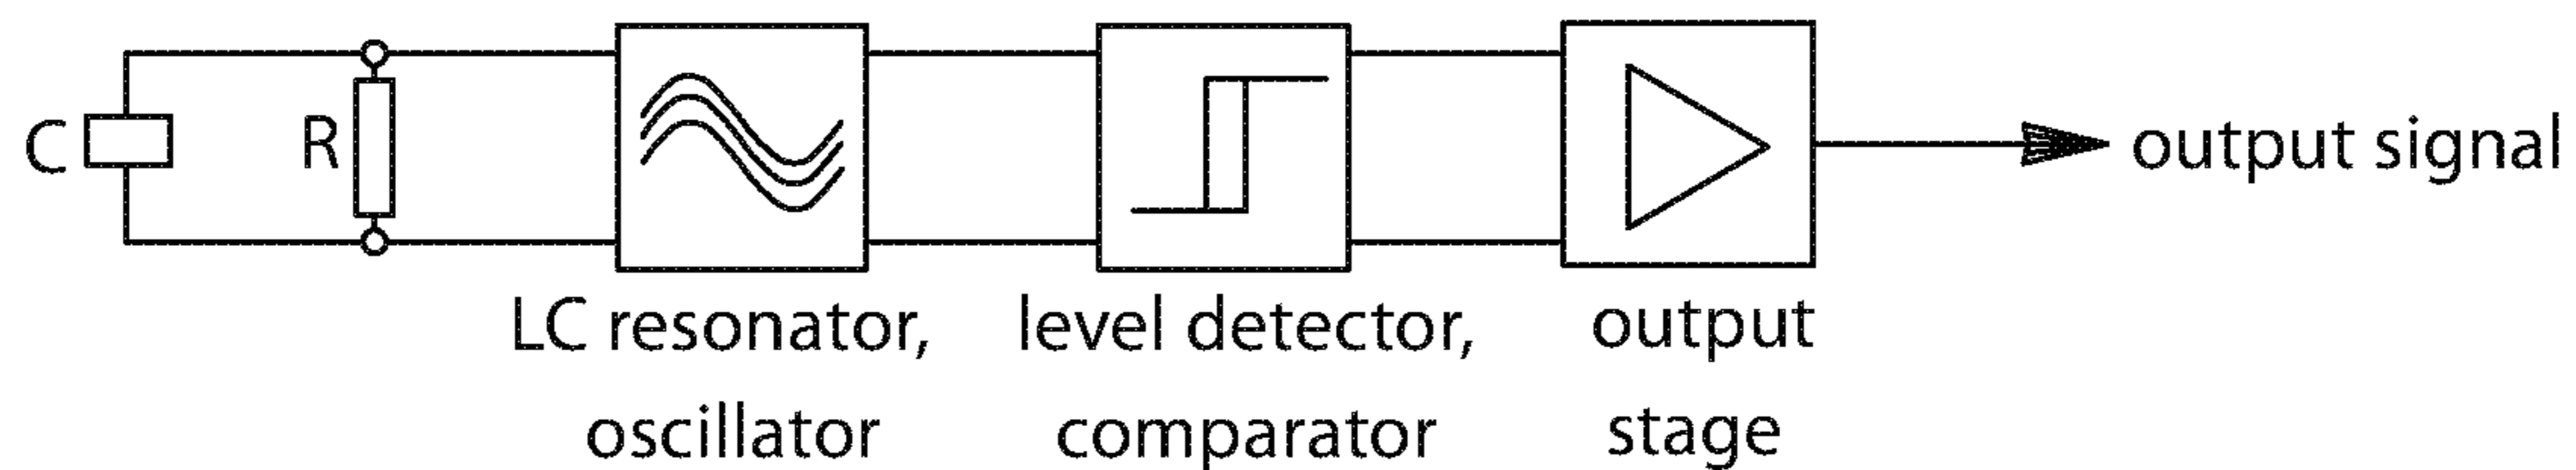 C
R
output signal
LC resonator,
oscillator
level detector,
comparator
output
stage